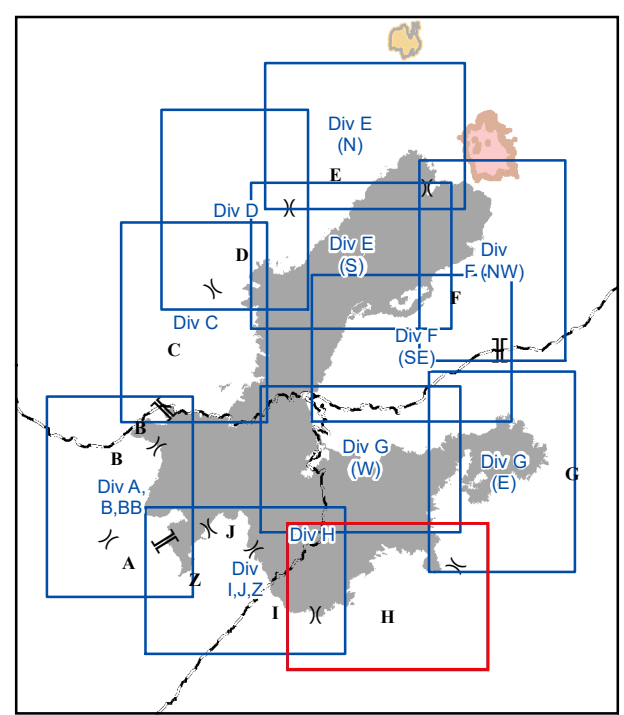 Div E
(N)
E
Div D
D
Div E
(S)
Div
F (NW)
F
Div C
C
Div F
(SE)
B
B
Div G
(W)
Div G
(E)
G
Div A,
B,BB
J
Div H
A
Z
Div
I,J,Z
I
H